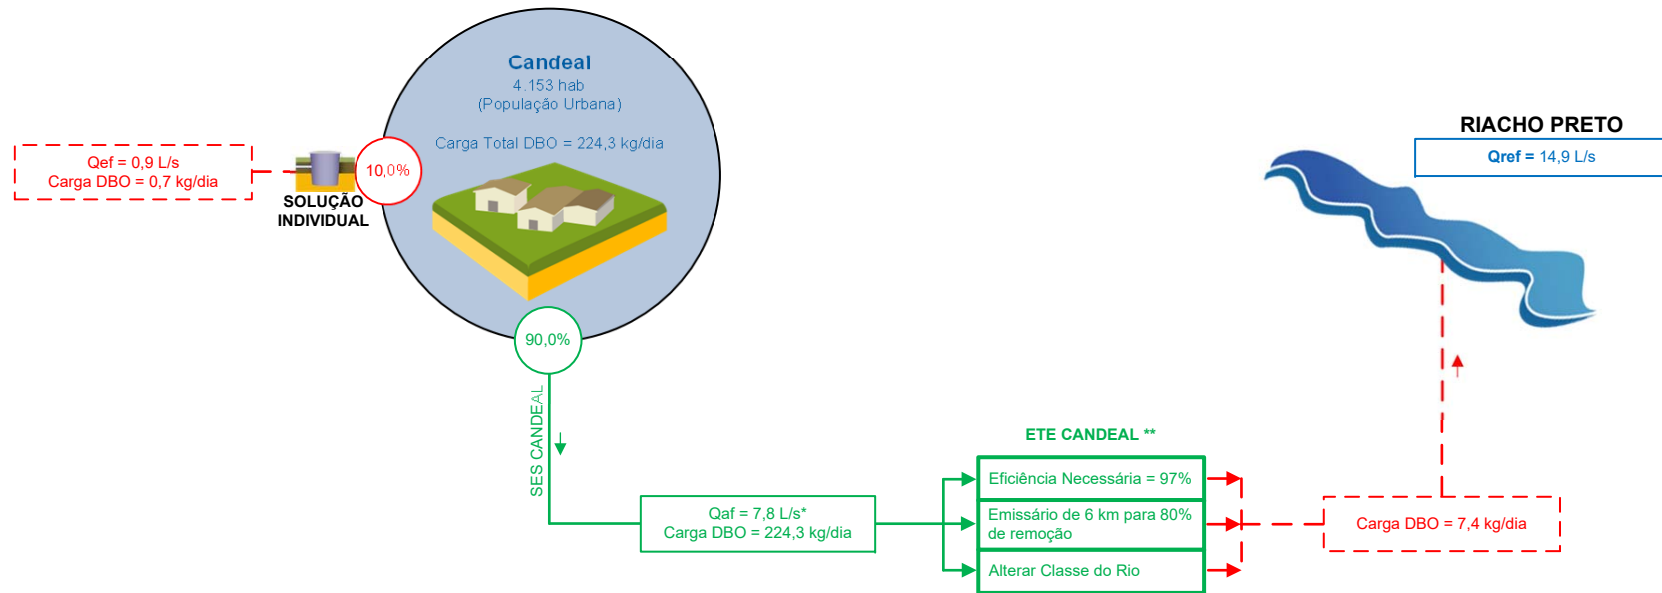 Candeal
4.153 hab
(População Urbana)
Carga Total DBO = 224,3 kg/dia
Qef = 0,9 L/s
Carga DBO = 0,7 kg/dia
SOLUÇÃO
INDIVIDUAL
10,0%
90,0%
SES CANDEAL
Qaf = 7,8 L/s*
Carga DBO = 224,3 kg/dia
ETE CANDEAL **
Eficiência Necessária = 97%
Emissário de 6 km para 80%
de remoção
Alterar Classe do Rio
Carga DBO = 7,4 kg/dia
RIACHO PRETO
Qref = 14,9 L/s